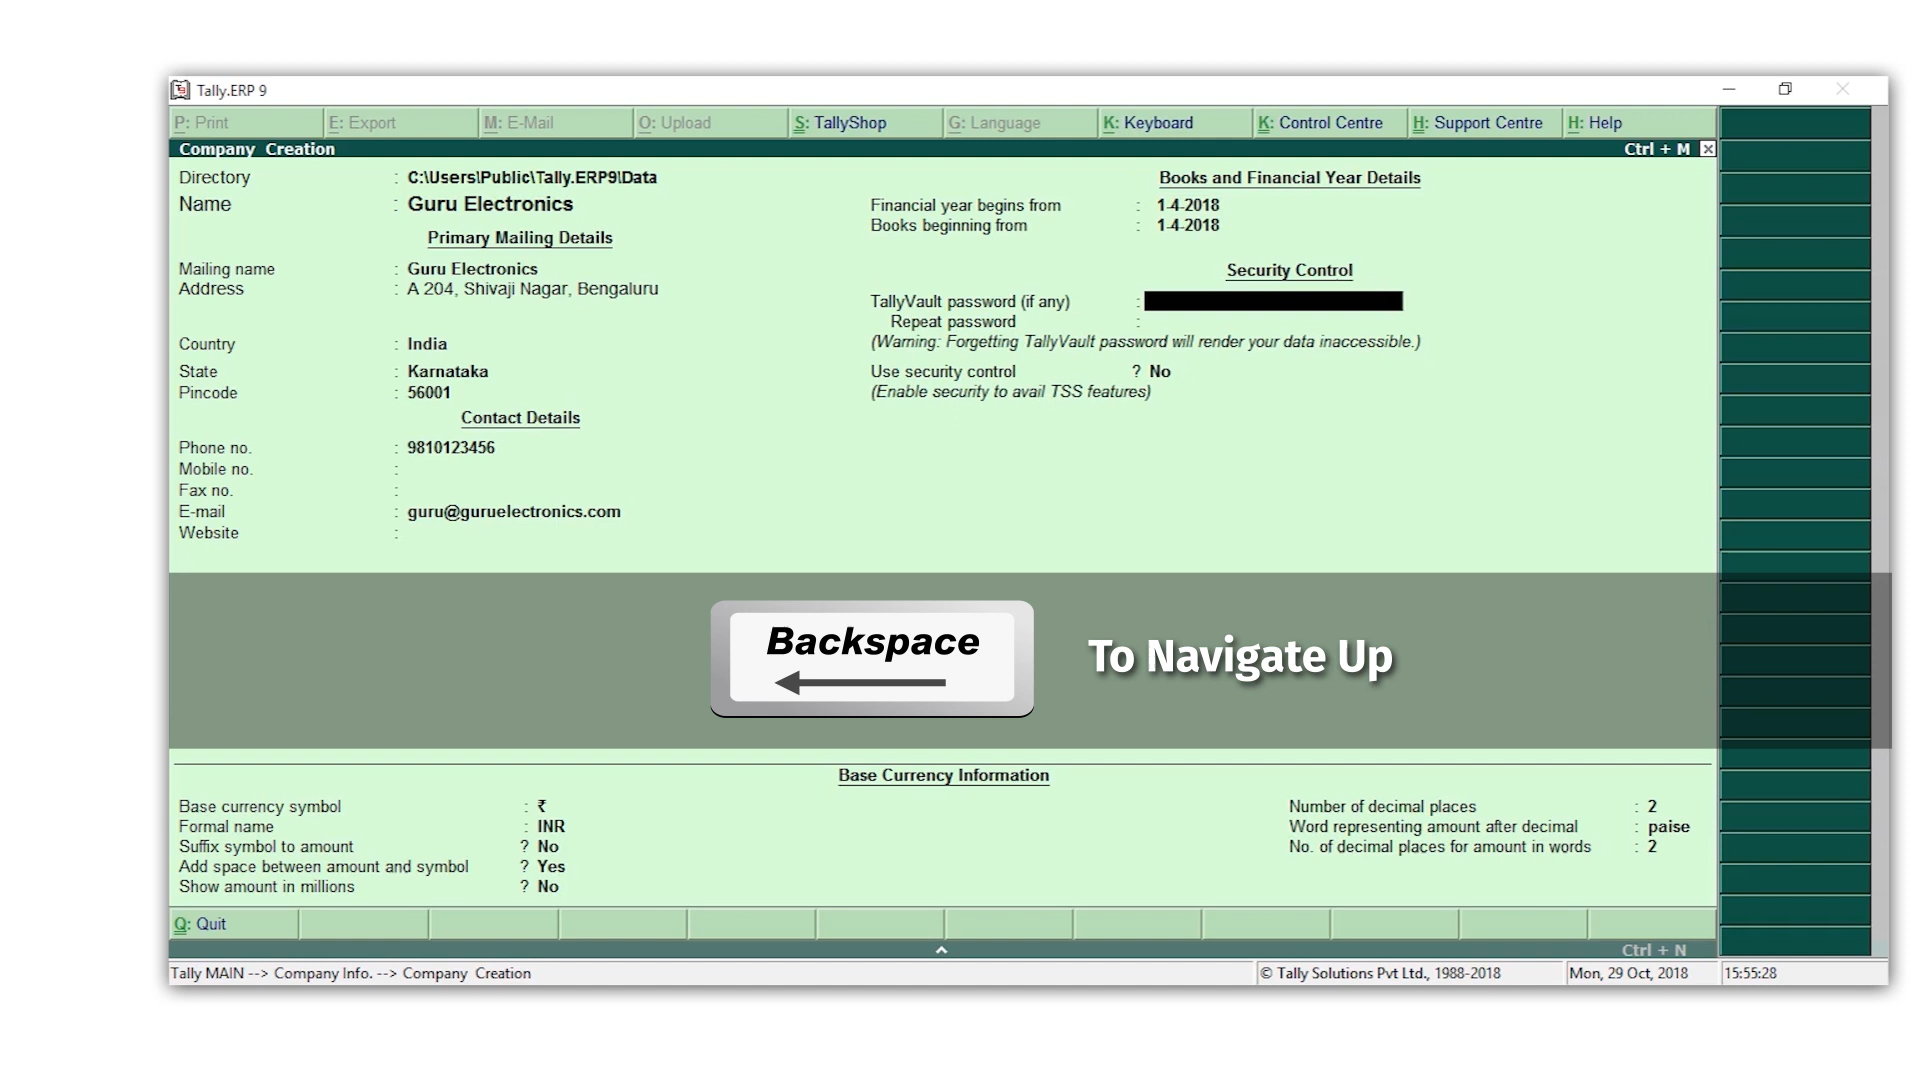 Tally.ERP 9
P: Print E: Export M: E-Mail O: Upload S: TallyShop G: Language K: Keyboard K: Control Centre H: Support Centre H: Help
Company Creation Ctrl + M
Directory : C:\Users\Public\Tally.ERP9\Data
Name : Guru Electronics
Primary Mailing Details
Mailing name : Guru Electronics
Address : A 204, Shivaji Nagar, Bengaluru
Country : India
State : Karnataka
Pincode : 56001
Contact Details
Phone no. : 9810123456
Mobile no. :
Fax no. :
E-mail : guru@guruelectronics.com
Website :
Books and Financial Year Details
Financial year begins from : 1-4-2018
Books beginning from : 1-4-2018
Security Control
TallyVault password (if any) :
Repeat password :
(Warning: Forgetting TallyVault password will render your data inaccessible.)
Use security control ? No
(Enable security to avail TSS features)
Backspace
To Navigate Up
Base Currency Information
Base currency symbol : ₹
Formal name : INR
Suffix symbol to amount ? No
Add space between amount and symbol ? Yes
Show amount in millions ? No
Number of decimal places : 2
Word representing amount after decimal : paise
No. of decimal places for amount in words : 2
Q: Quit
Ctrl + N
Tally MAIN --> Company Info. --> Company Creation © Tally Solutions Pvt Ltd., 1988-2018 Mon, 29 Oct, 2018 15:55:28